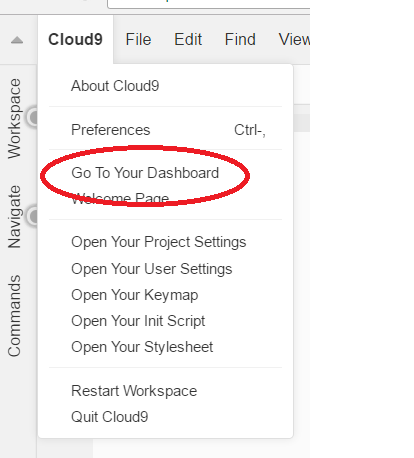 Cloud9 File Edit Find View
About Cloud9
Preferences Ctrl-,
Go To Your Dashboard
Welcome Page
Open Your Project Settings
Open Your User Settings
Open Your Keymap
Open Your Init Script
Open Your Stylesheet
Restart Workspace
Quit Cloud9
Workspace
Navigate
Commands